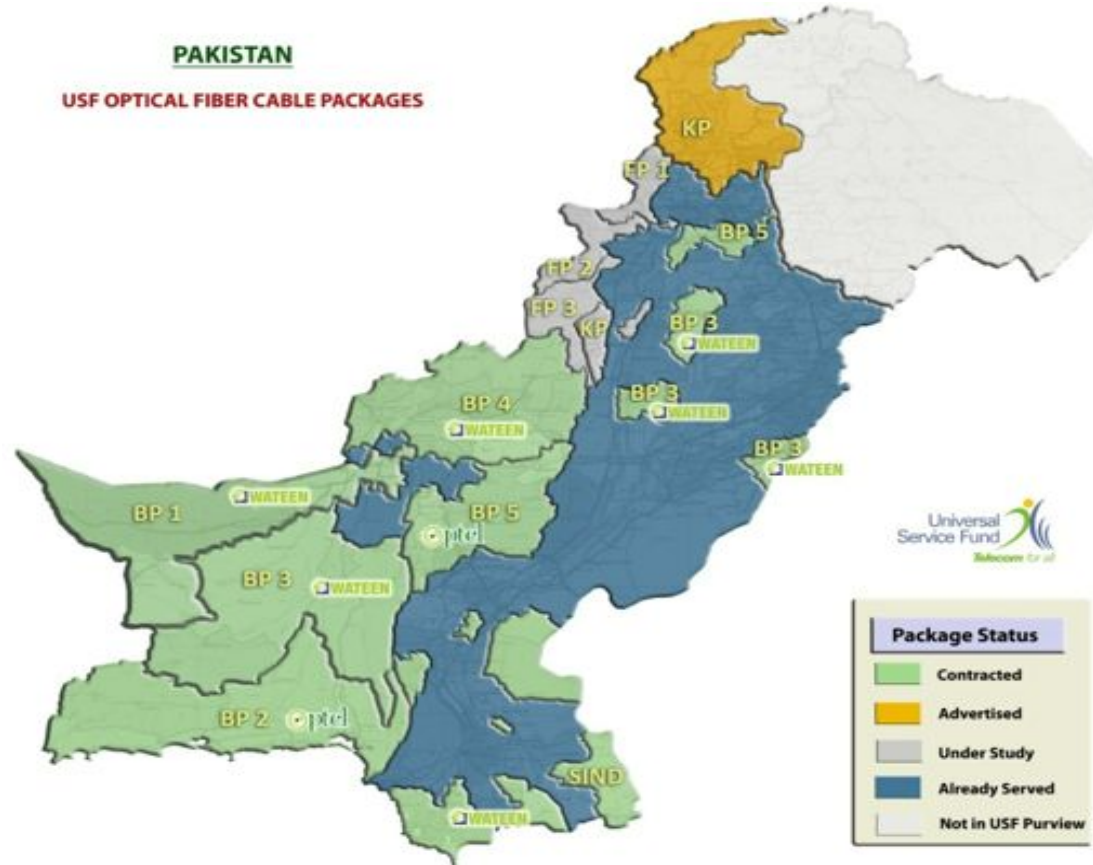 PAKISTAN
USF OPTICAL FIBER CABLE PACKAGES
KP
FP 1
BP 5
FP 2
FP 3
KP
BP 3
WATEEN
BP 4
WATEEN
BP 3
WATEEN
BP 3
WATEEN
BP 1
WATEEN
BP 5
ptcl
BP 3
WATEEN
BP 2
ptcl
SIND
WATEEN
Universal
Service Fund
Telecom for all
Package Status
Contracted
Advertised
Under Study
Already Served
Not in USF Purview